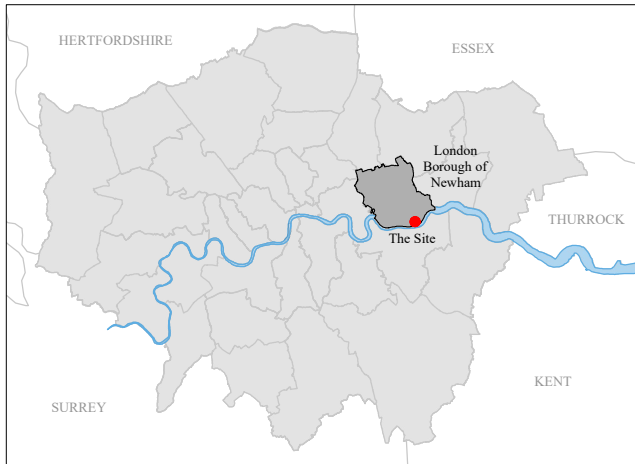 HERTFORDSHIRE
ESSEX
London
Borough of
Newham
THURROCK
The Site
KENT
SURREY